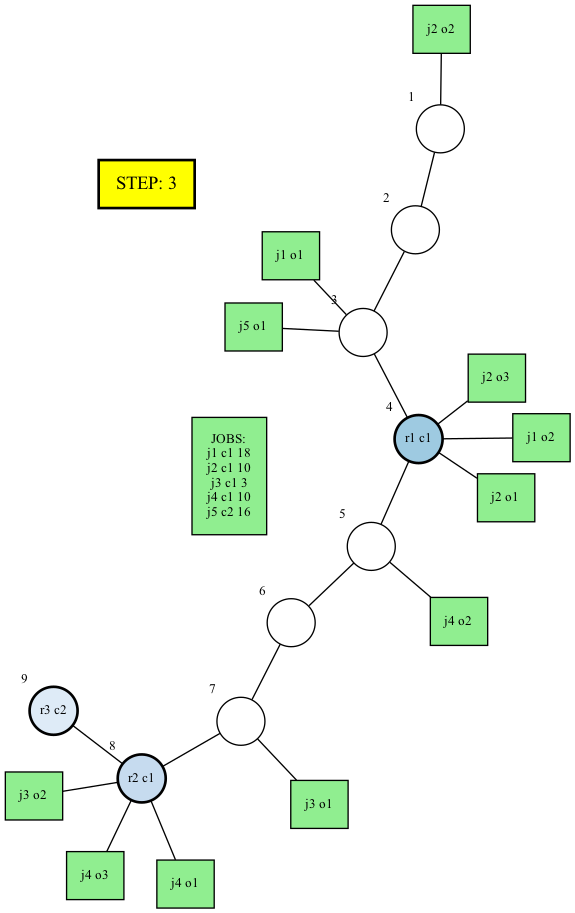 j2 o2
1
STEP: 3
2
j1 o1
3
j5 o1
j2 o3
4
r1 c1
j1 o2
JOBS:
j1 c1 18
j2 c1 10
j3 c1 3
j4 c1 10
j5 c2 16
j2 o1
5
6
j4 o2
9
7
r3 c2
8
r2 c1
j3 o2
j3 o1
j4 o3
j4 o1